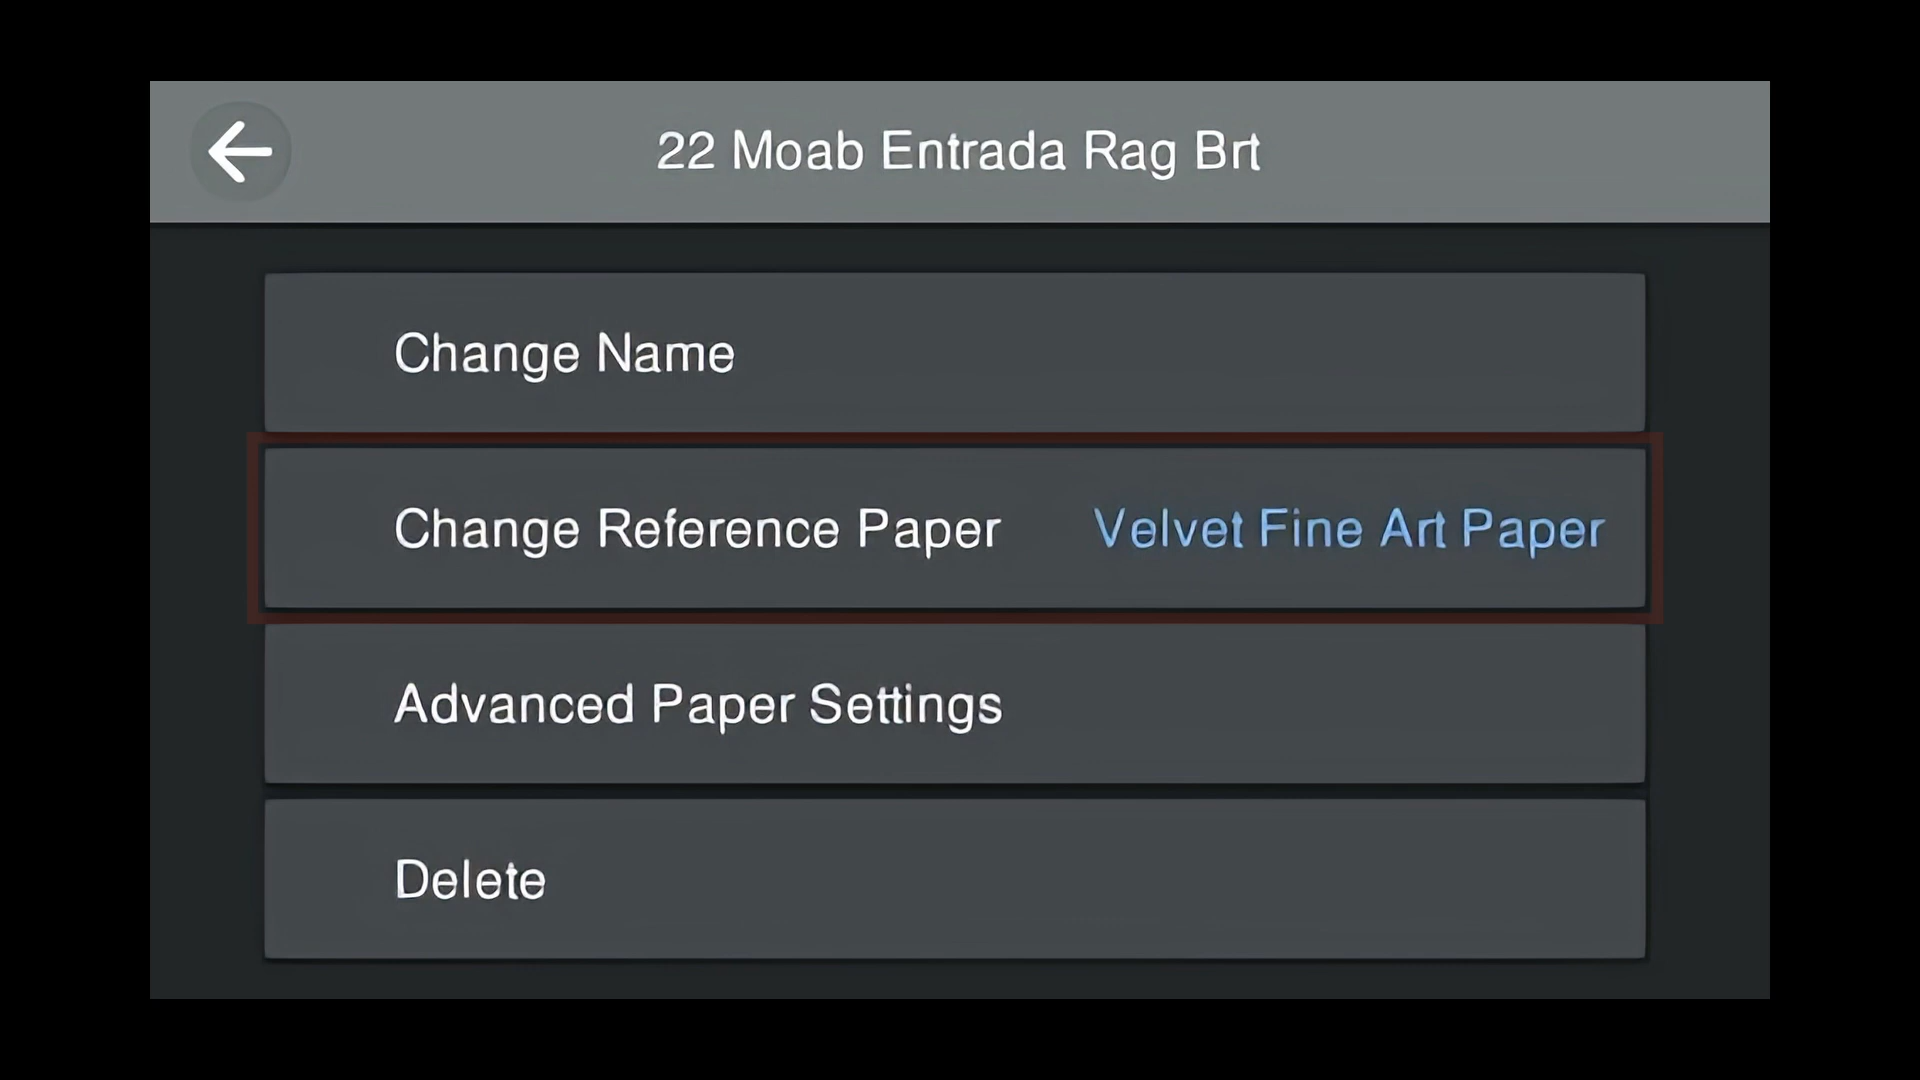 22 Moab Entrada Rag Brt
Change Name
Change Reference Paper Velvet Fine Art Paper
Advanced Paper Settings
Delete